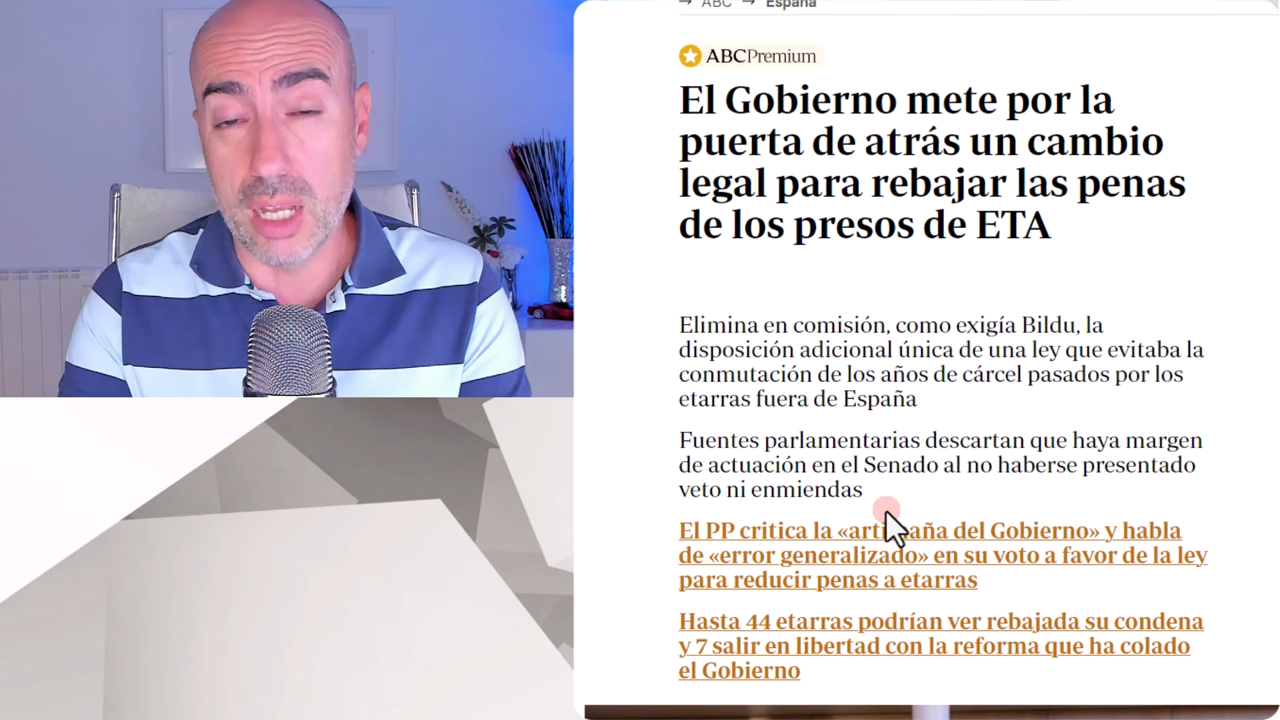 → ABC → España
ABCPremium
El Gobierno mete por la
puerta de atrás un cambio
legal para rebajar las penas
de los presos de ETA
Elimina en comisión, como exigía Bildu, la
disposición adicional única de una ley que evitaba la
conmutación de los años de cárcel pasados por los
etarras fuera de España
Fuentes parlamentarias descartan que haya margen
de actuación en el Senado al no haberse presentado
veto ni enmiendas
El PP critica la «artimaña del Gobierno» y habla
de «error generalizado» en su voto a favor de la ley
para reducir penas a etarras
Hasta 44 etarras podrían ver rebajada su condena
y 7 salir en libertad con la reforma que ha colado
el Gobierno